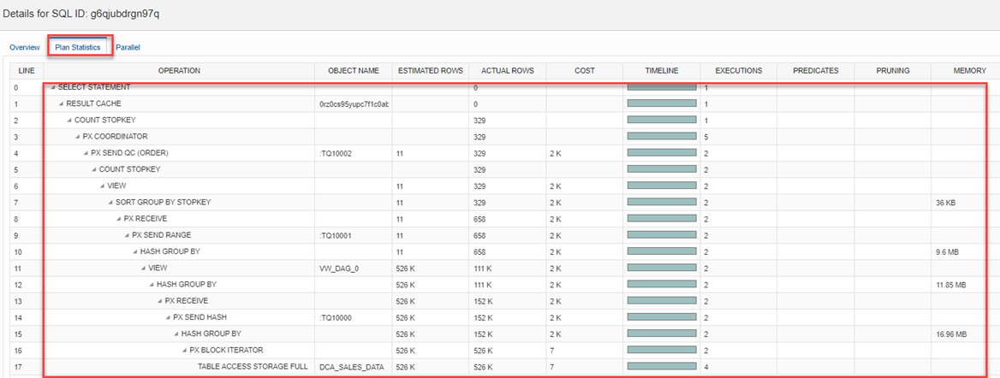 Details for SQL ID: g6qjubdrgn97q
Overview Plan Statistics Parallel
LINE OPERATION OBJECT NAME ESTIMATED ROWS ACTUAL ROWS COST TIMELINE EXECUTIONS PREDICATES PRUNING MEMORY
0 SELECT STATEMENT 0 1
1 RESULT CACHE 0rz0cs95yupc7f1c0ab 0 1
2 COUNT STOPKEY 329 1
3 PX COORDINATOR 329 5
4 PX SEND QC (ORDER) :TQ10002 11 329 2 K 2
5 COUNT STOPKEY 329 2
6 VIEW 11 329 2 K 2
7 SORT GROUP BY STOPKEY 11 329 2 K 2 36 KB
8 PX RECEIVE 11 658 2 K 2
9 PX SEND RANGE :TQ10001 11 658 2 K 2
10 HASH GROUP BY 11 658 2 K 2 9.6 MB
11 VIEW VW_DAG_0 526 K 111 K 2 K 2
12 HASH GROUP BY 526 K 111 K 2 K 2 11.85 MB
13 PX RECEIVE 526 K 152 K 2 K 2
14 PX SEND HASH :TQ10000 526 K 152 K 2 K 2
15 HASH GROUP BY 526 K 152 K 2 K 2 16.96 MB
16 PX BLOCK ITERATOR 526 K 526 K 7 2
17 TABLE ACCESS STORAGE FULL DCA_SALES_DATA 526 K 526 K 7 4